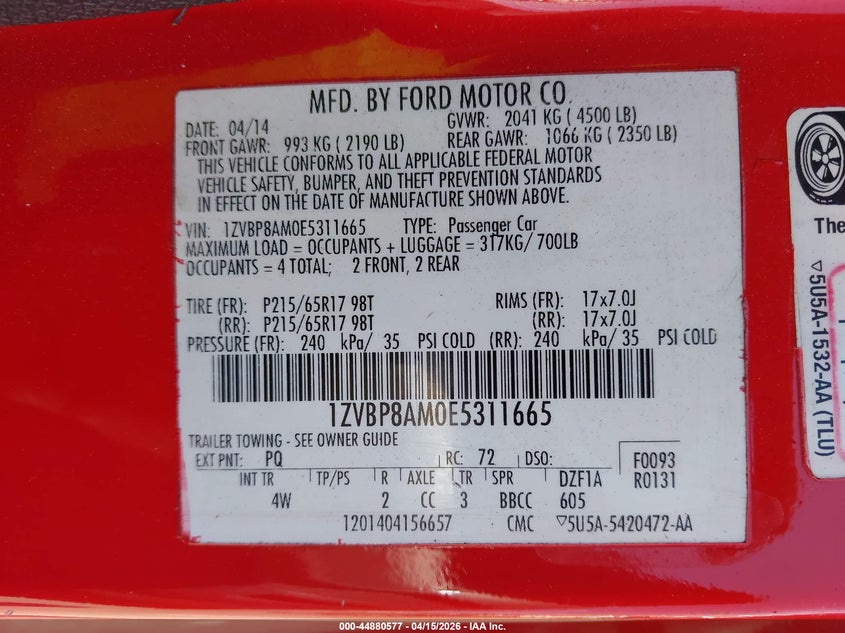 MFD. BY FORD MOTOR CO.
DATE: 04/14 GVWR: 2041 KG ( 4500 LB)
FRONT GAWR: 993 KG ( 2190 LB) REAR GAWR: 1066 KG ( 2350 LB)
THIS VEHICLE CONFORMS TO ALL APPLICABLE FEDERAL MOTOR
VEHICLE SAFETY, BUMPER, AND THEFT PREVENTION STANDARDS
IN EFFECT ON THE DATE OF MANUFACTURE SHOWN ABOVE.
VIN: 1ZVBP8AM0E5311665 TYPE: Passenger Car
MAXIMUM LOAD = OCCUPANTS + LUGGAGE = 317KG/ 700LB
OCCUPANTS = 4 TOTAL; 2 FRONT, 2 REAR
TIRE (FR): P215/65R17 98T RIMS (FR): 17x7.0J
(RR): P215/65R17 98T (RR): 17x7.0J
PRESSURE (FR): 240 kPa/ 35 PSI COLD (RR): 240 kPa/ 35 PSI COLD
1ZVBP8AM0E5311665
TRAILER TOWING - SEE OWNER GUIDE
EXT PNT: PQ RC: 72 DSO: F0093
INT TR TP/PS R AXLE TR SPR DZF1A R0131
4W 2 CC 3 BBCC 605
1201404156657 CMC ▽5U5A-5420472-AA
The
▽5U5A-1532-AA (TLU)
000-44880577 - 04/15/2026 - IAA Inc.